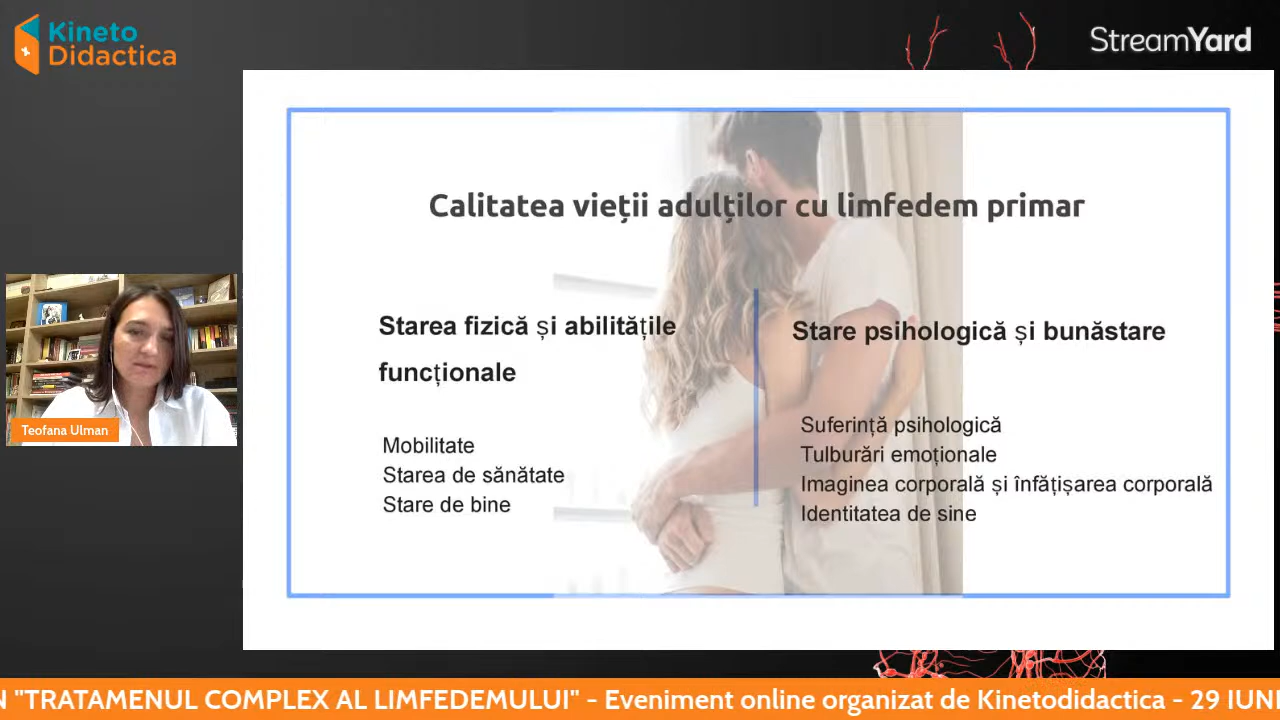 Kineto
Didactica
StreamYard
Calitatea vieții adulților cu limfedem primar
Starea fizică și abilitățile
funcționale
Mobilitate
Starea de sănătate
Stare de bine
Stare psihologică și bunăstare
Suferință psihologică
Tulburări emoționale
Imaginea corporală și înfățișarea corporală
Identitatea de sine
Teofana Ulman
N "TRATAMENUL COMPLEX AL LIMFEDEMULUI" - Eveniment online organizat de Kinetodidactica - 29 IUNI